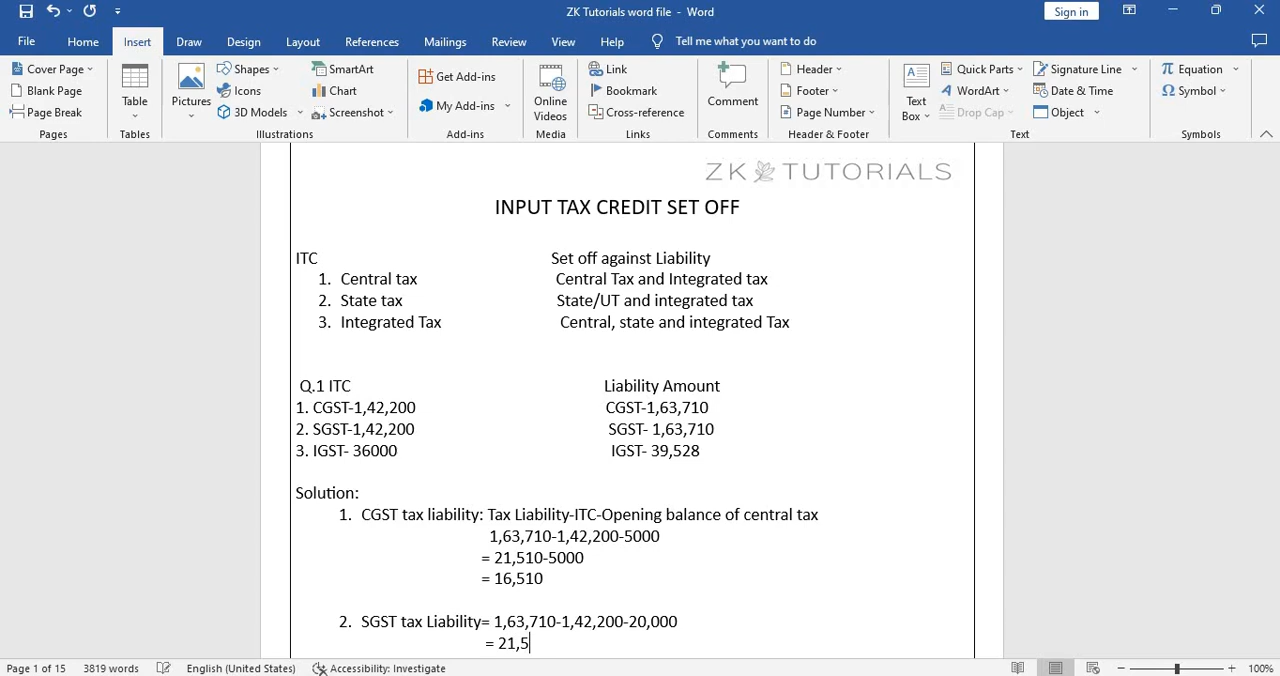 ZK Tutorials word file - Word
Sign in
File Home Insert Draw Design Layout References Mailings Review View Help Tell me what you want to do
Cover Page
Blank Page
Page Break
Pages
Table
Tables
Pictures
Shapes
Icons
3D Models
SmartArt
Chart
Screenshot
Illustrations
Get Add-ins
My Add-ins
Add-ins
Online
Videos
Media
Link
Bookmark
Cross-reference
Links
Comment
Comments
Header
Footer
Page Number
Header & Footer
Text
Box
Quick Parts
WordArt
Drop Cap
Signature Line
Date & Time
Object
Text
Equation
Symbol
Symbols
ZK TUTORIALS
INPUT TAX CREDIT SET OFF
ITC Set off against Liability
1. Central tax Central Tax and Integrated tax
2. State tax State/UT and integrated tax
3. Integrated Tax Central, state and integrated Tax
Q.1 ITC Liability Amount
1. CGST-1,42,200 CGST-1,63,710
2. SGST-1,42,200 SGST- 1,63,710
3. IGST- 36000 IGST- 39,528
Solution:
1. CGST tax liability: Tax Liability-ITC-Opening balance of central tax
1,63,710-1,42,200-5000
= 21,510-5000
= 16,510
2. SGST tax Liability= 1,63,710-1,42,200-20,000
= 21,5
Page 1 of 15 3819 words English (United States) Accessibility: Investigate 100%